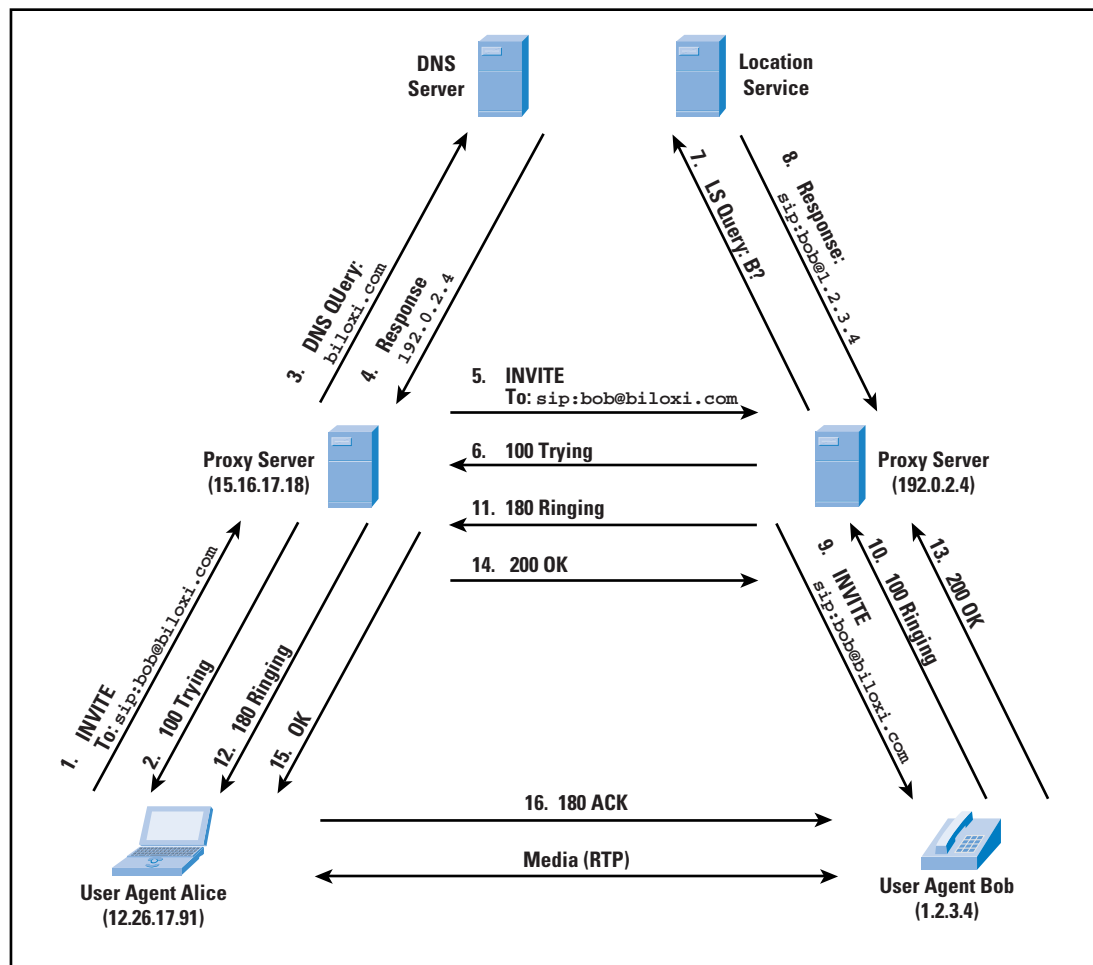 DNS
Server
Location
Service
3. DNS QUery:
biloxi.com
4. Response
192.0.2.4
7. LS Query: B?
8. Response:
sip:bob@1.2.3.4
5. INVITE
To: sip:bob@biloxi.com
6. 100 Trying
11. 180 Ringing
14. 200 OK
Proxy Server
(15.16.17.18)
Proxy Server
(192.0.2.4)
1. INVITE
To: sip:bob@biloxi.com
2. 100 Trying
12. 180 Ringing
15. OK
9. INVITE
sip:bob@biloxi.com
10. 100 Ringing
13. 200 OK
16. 180 ACK
Media (RTP)
User Agent Alice
(12.26.17.91)
User Agent Bob
(1.2.3.4)